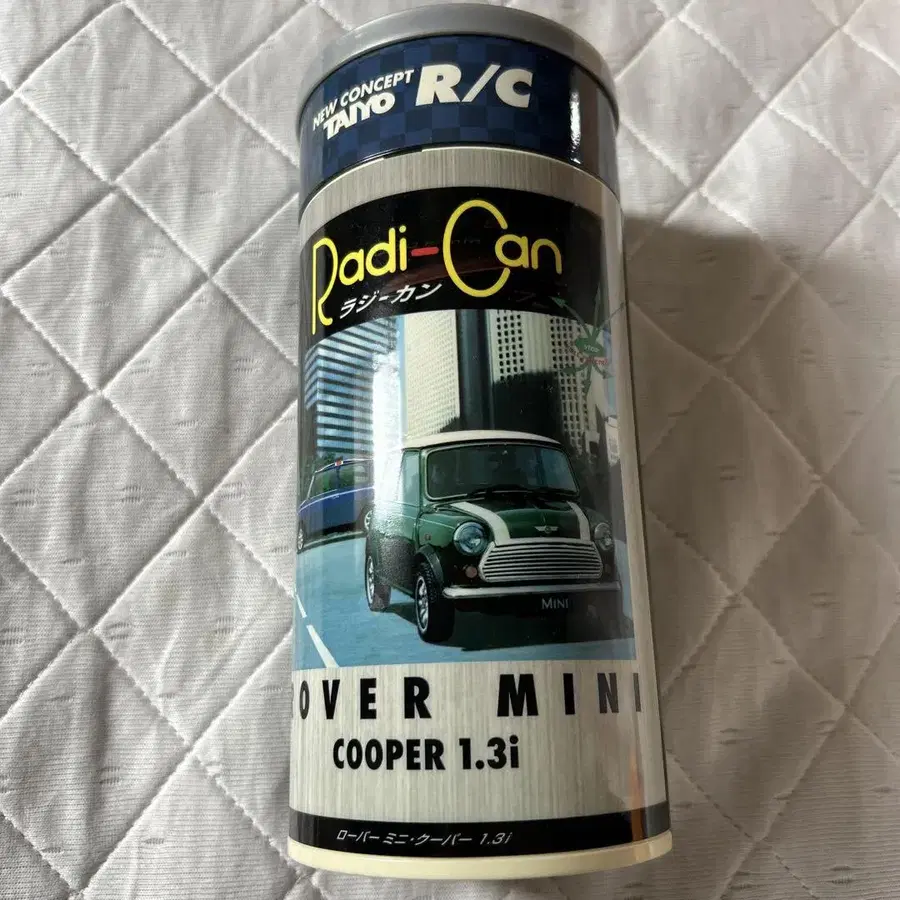 NEW CONCEPT
TAIYO R/C
Radi-Can
ラジ-カン
STOP
OVER MINI
COOPER 1.3i
MINI
ローバー ミニ・クーパー 1.3i